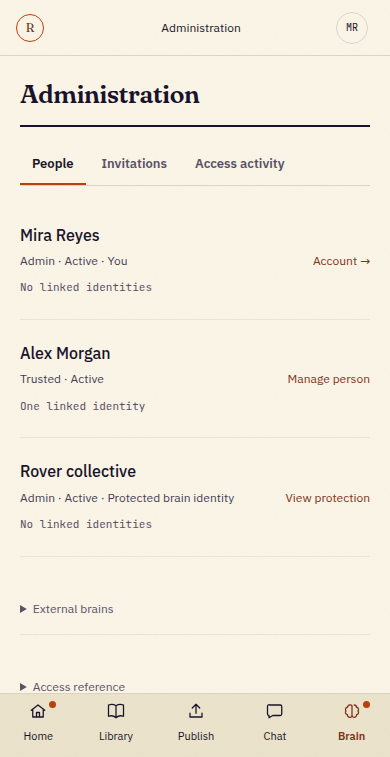 R
Administration
MR
Administration
People
Invitations
Access activity
Mira Reyes
Admin · Active · You
Account →
No linked identities
Alex Morgan
Trusted · Active
Manage person
One linked identity
Rover collective
Admin · Active · Protected brain identity
View protection
No linked identities
External brains
Access reference
Home
Library
Publish
Chat
Brain